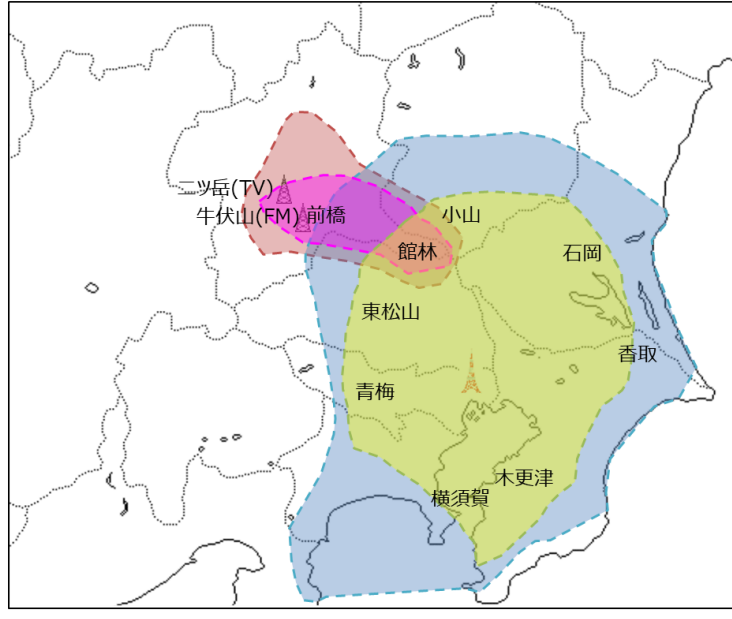 二ツ岳(TV)
牛伏山(FM)
前橋
小山
館林
石岡
東松山
香取
青梅
木更津
横須賀